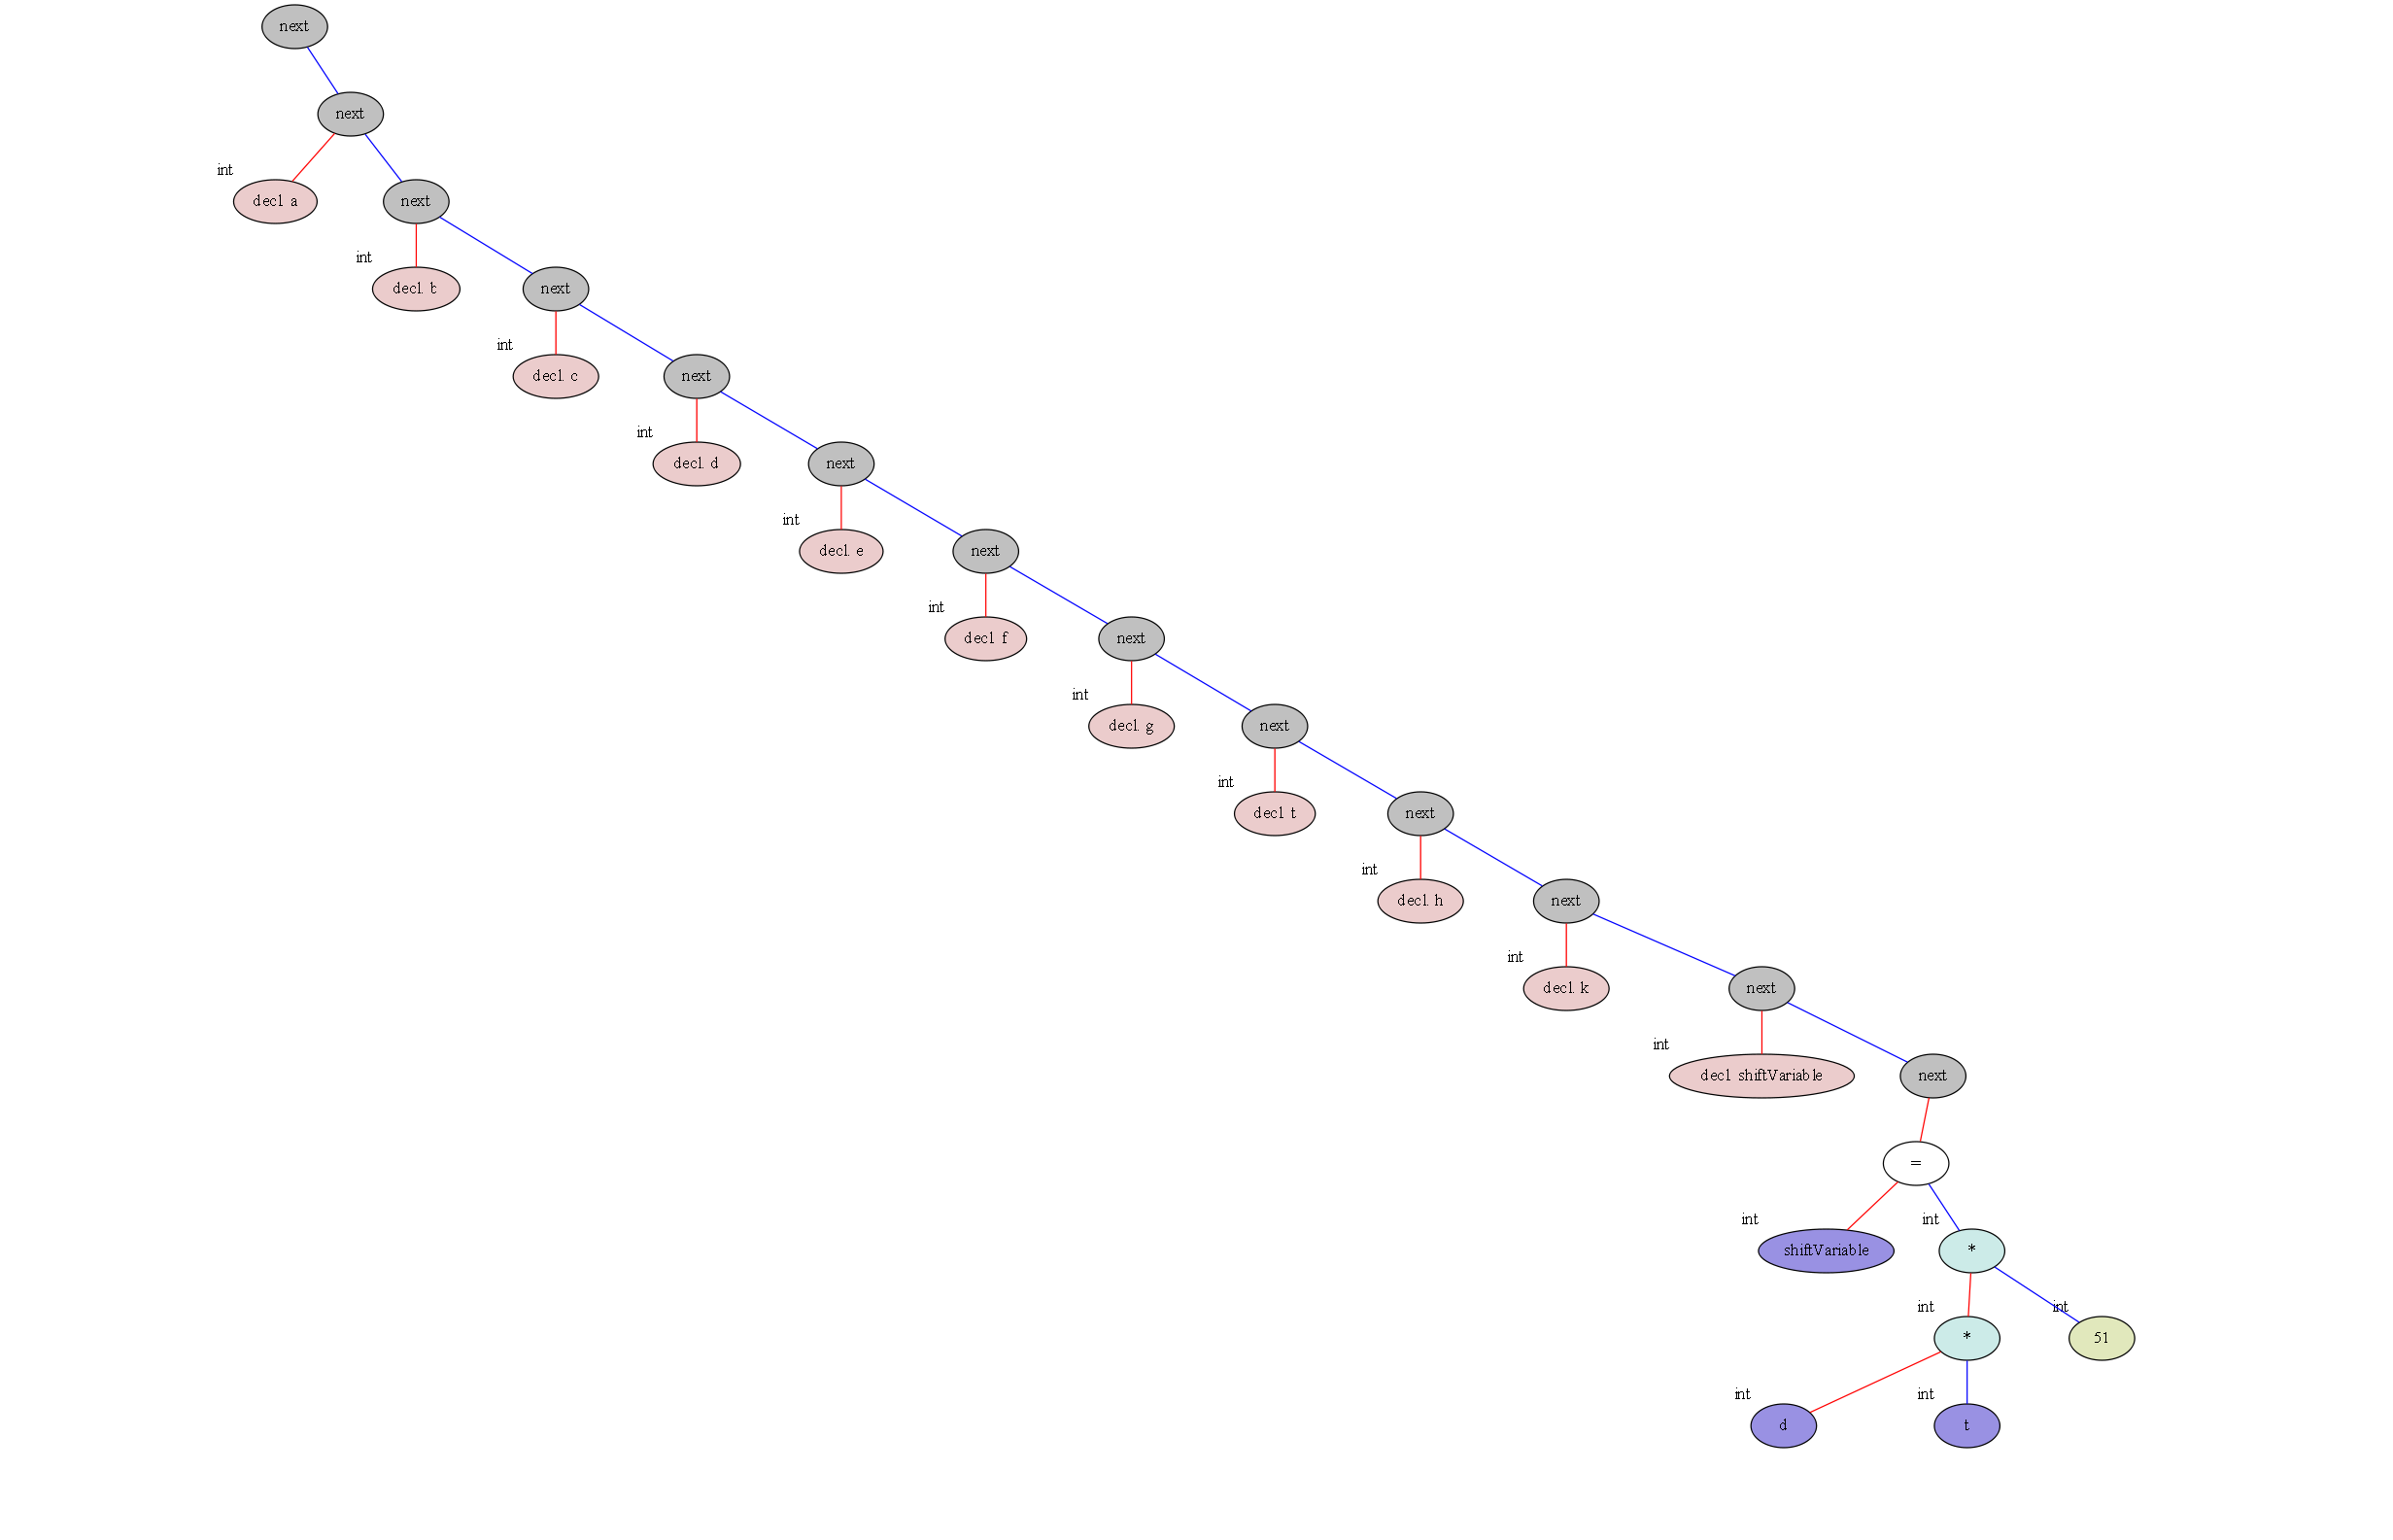 next
next
int
decl a
next
int
decl. b
next
int
decl. c
next
int
decl. d
next
int
decl. e
next
int
decl f
next
int
decl. g
next
int
decl t
next
int
decl. h
next
int
decl. k
next
int
decl shiftVariable
next
=
int
shiftVariable
int
*
int
*
int
51
int
d
int
t